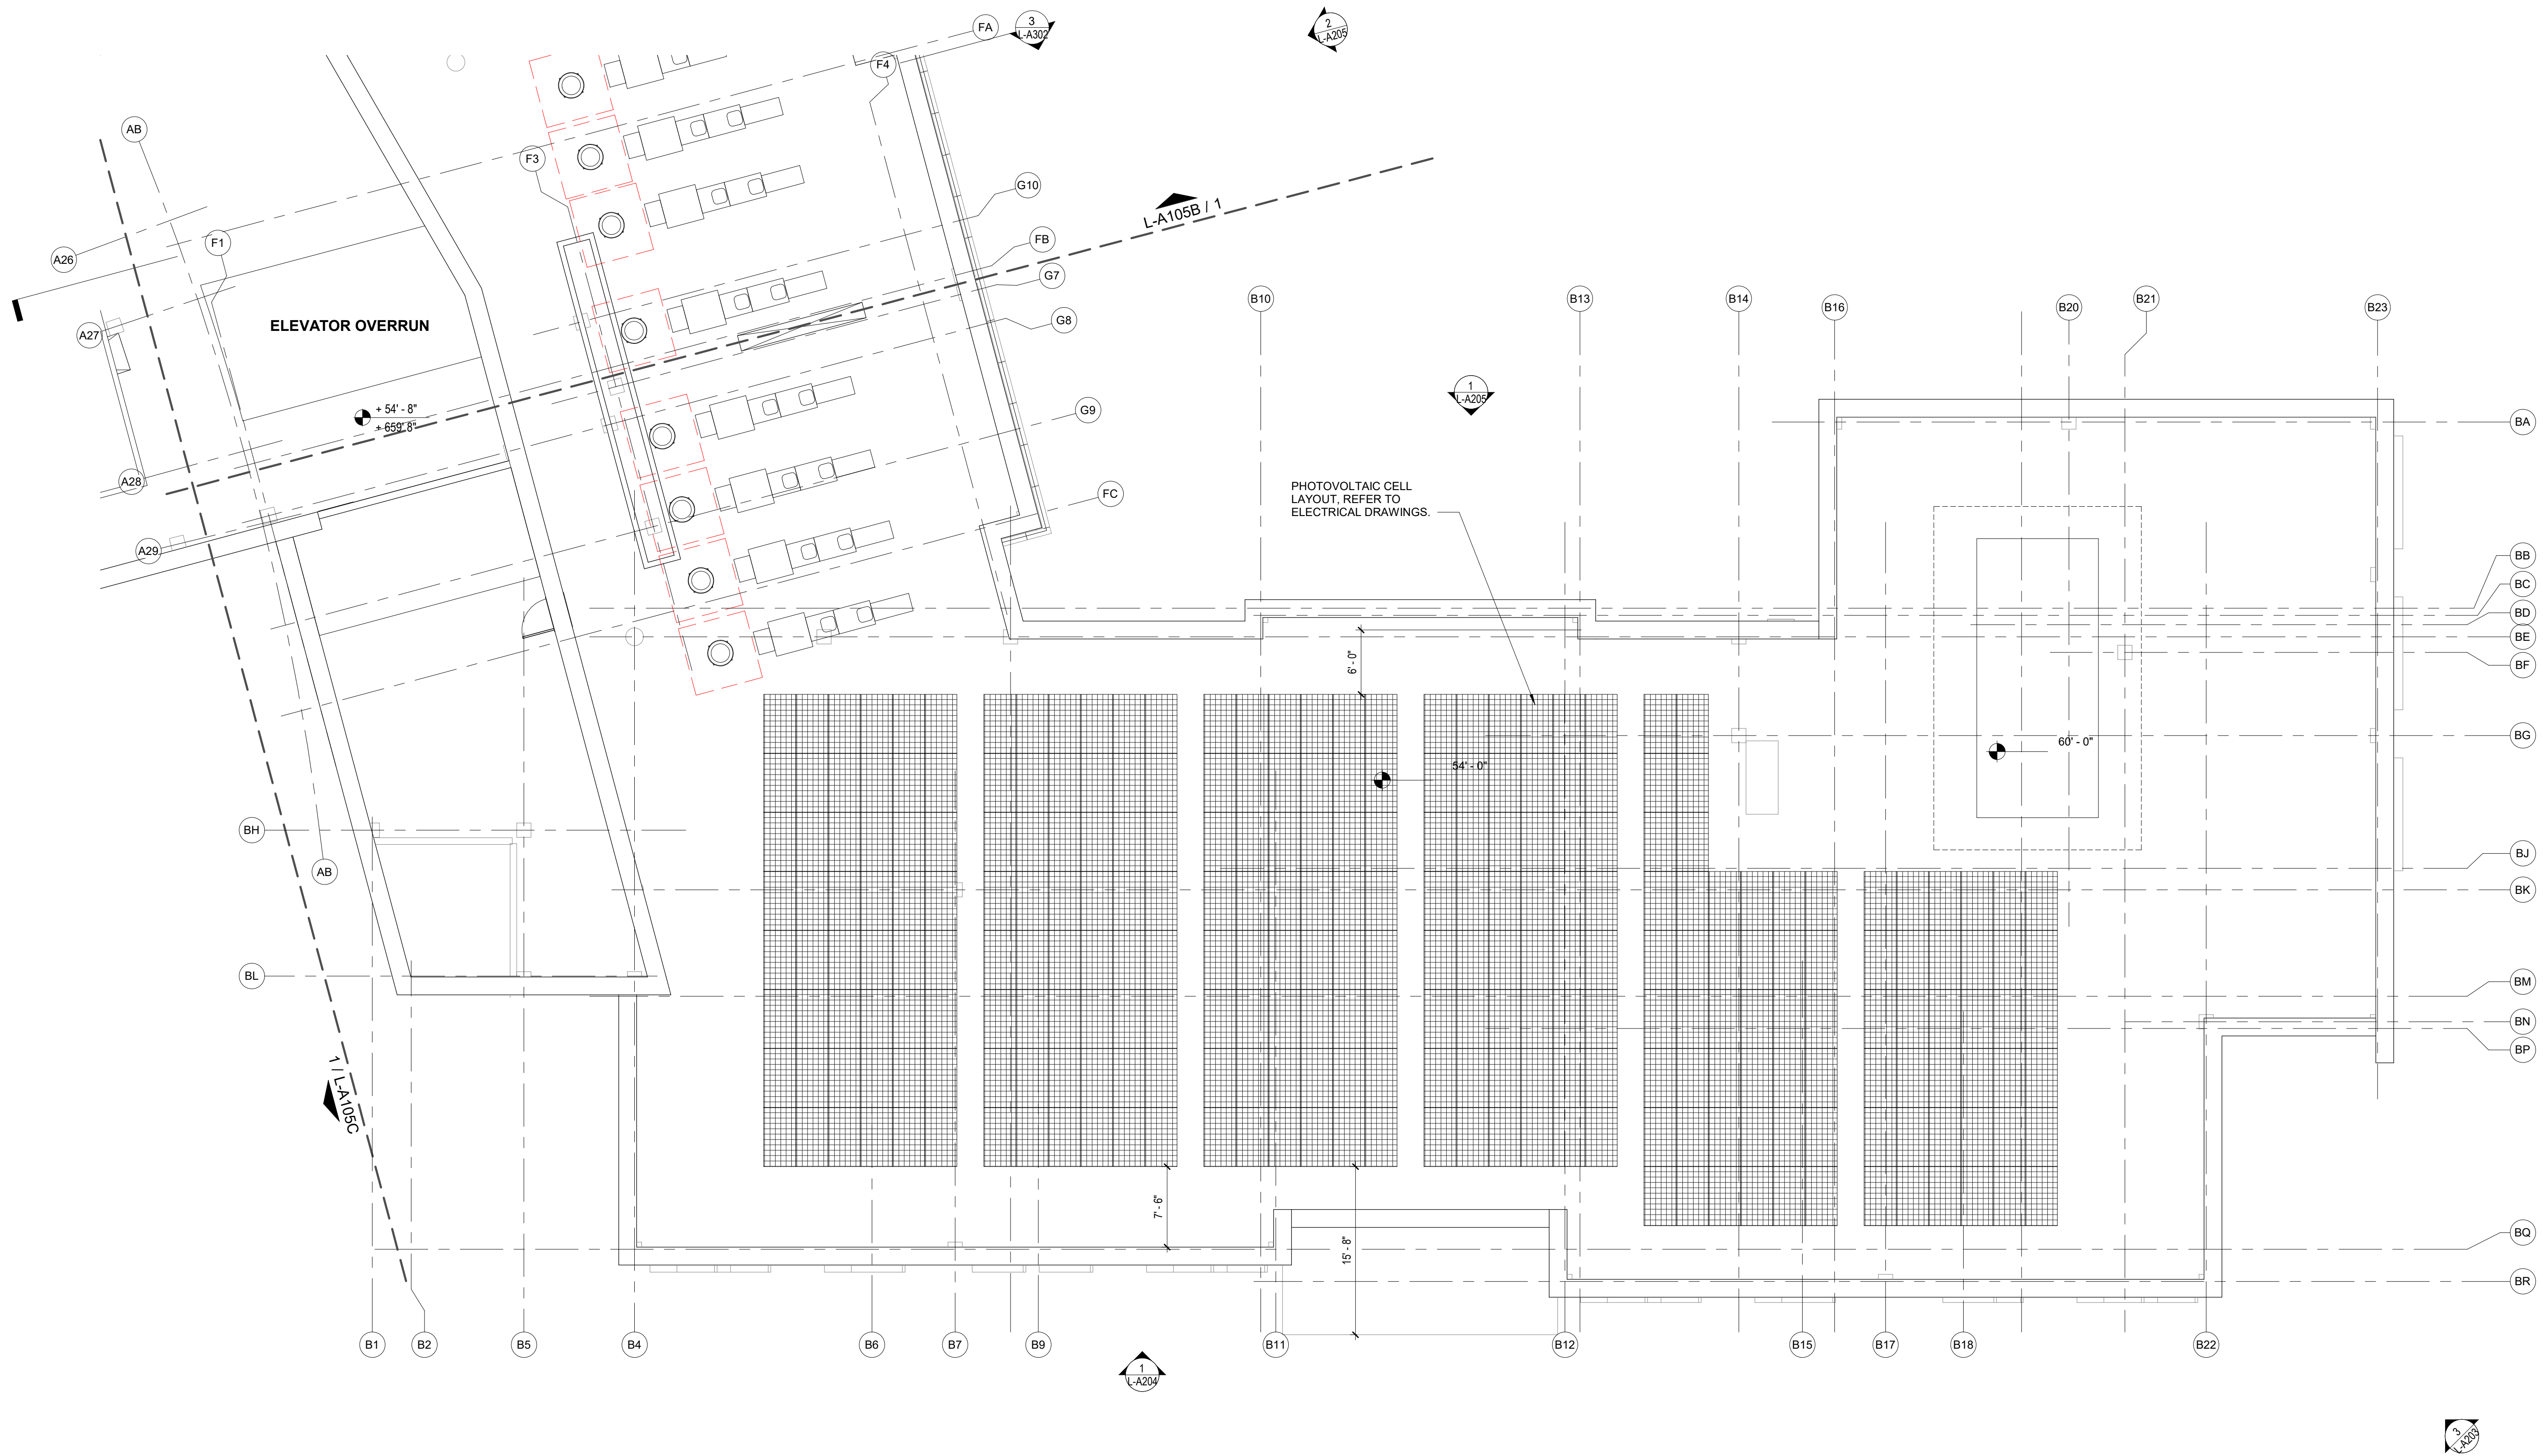 FA
3
L-A302
2
L-A205
F4
AB
F3
G10
L-A105B / 1
F1
FB
A26
G7
B10
B13
B14
B16
B20
B21
B23
G8
ELEVATOR OVERRUN
A27
1
L-A205
+ 54' - 8"
+ 659' 8"
G9
BA
A28
FC
PHOTOVOLTAIC CELL
LAYOUT, REFER TO
ELECTRICAL DRAWINGS.
A29
BB
BC
BD
BE
6' - 0"
BF
BG
60' - 0"
54' - 0"
BH
BJ
AB
BK
BL
BM
BN
BP
1 / L-A105C
7' - 6"
15' - 8"
BQ
BR
B1
B2
B5
B4
B6
B7
B9
B11
B12
B15
B17
B18
B22
1
L-A204
3
L-A203